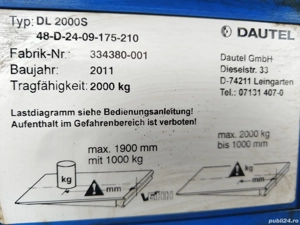 Typ: DL 2000S
48-D-24-09-175-210
DAUTEL
Fabrik-Nr: 334380-001
Baujahr: 2011
Tragfähigkeit: 2000 kg
Dautel GmbH
Dieselstr. 33
D-74211 Leingarten
Tel.: 07131 407-0
Lastdiagramm siehe Bedienungsanleitung!
Aufenthalt im Gefahrenbereich ist verboten!
max. 1900 mm
mit 1000 kg
max. 2000 kg
bis 1000 mm
kg
mm
kg
mm
publi24.ro